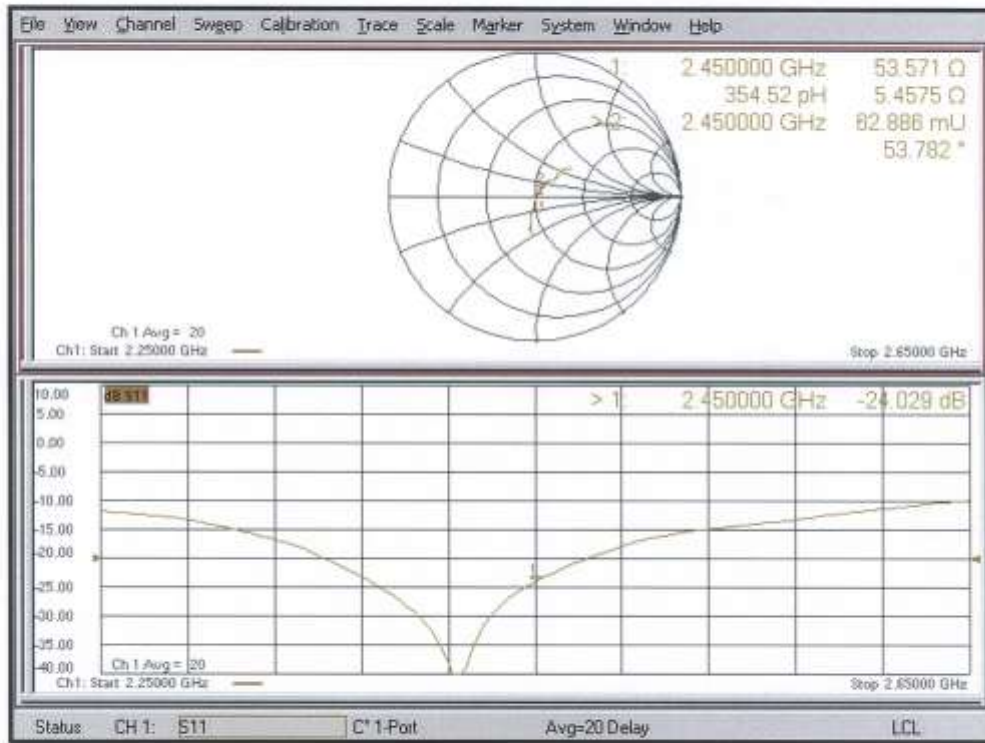 File View Channel Sweep Calibration Trace Scale Marker System Window Help
1 2.450000 GHz 53.571 Ω
354.52 pH 5.4575 Ω
> 2 2.450000 GHz 62.886 mU
53.782 °
Ch 1 Avg = 20
Ch1: Start 2.25000 GHz
Stop 2.65000 GHz
dB S11
> 1 2.450000 GHz -24.029 dB
10.00
5.00
0.00
-5.00
-10.00
-15.00
-20.00
-25.00
-30.00
-35.00
-40.00
1
Ch 1 Avg = 20
Ch1: Start 2.25000 GHz
Stop 2.65000 GHz
Status CH 1: S11 C* 1-Port Avg=20 Delay LCL